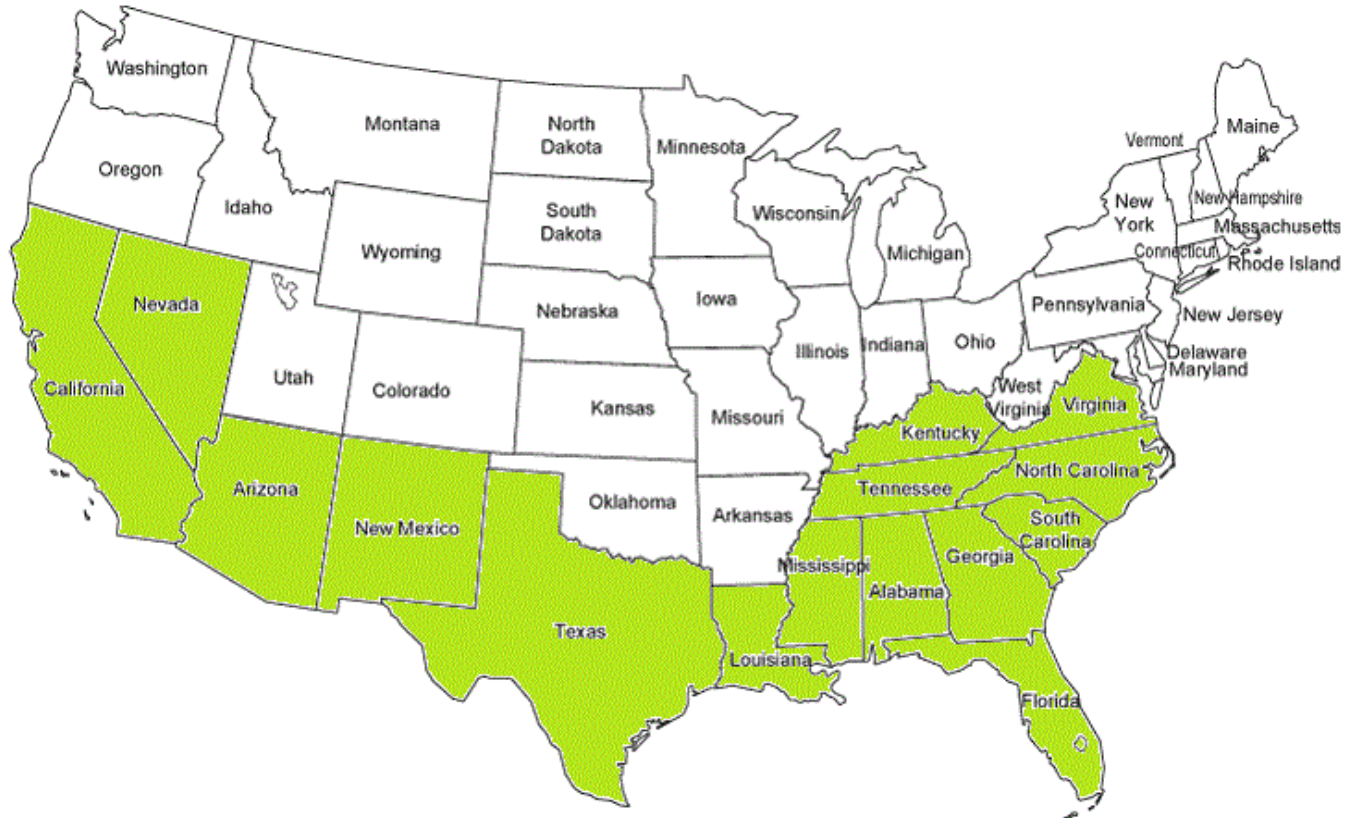 Washington
Montana
North
Dakota
Minnesota
Maine
Vermont
Oregon
Idaho
South
Dakota
Wisconsin
New
York
New Hampshire
Massachusetts
Wyoming
Michigan
Connecticut
Rhode Island
Nevada
Nebraska
Iowa
Pennsylvania
New Jersey
Illinois
Indiana
Ohio
Delaware
Maryland
California
Utah
Colorado
Kansas
Missouri
West
Virginia
Virginia
Kentucky
Arizona
New Mexico
Oklahoma
Arkansas
Tennessee
North Carolina
South
Carolina
Mississippi
Alabama
Georgia
Texas
Louisiana
Florida